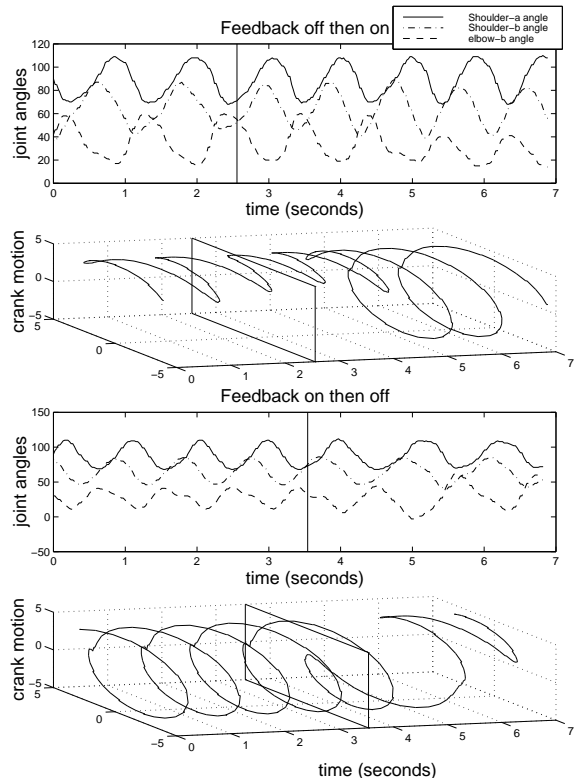 Feedback off then on
Shoulder−a angle
Shoulder−b angle
elbow−b angle
120
100
80
60
40
20
0
joint angles
0 1 2 3 4 5 6 7
time (seconds)
crank motion
5
0
−5
5
0
−5
0 1 2 3 4 5 6 7
Feedback on then off
150
100
50
0
−50
joint angles
0 1 2 3 4 5 6 7
time (seconds)
crank motion
5
0
−5
5
0
−5
0 1 2 3 4 5 6 7
time (seconds)